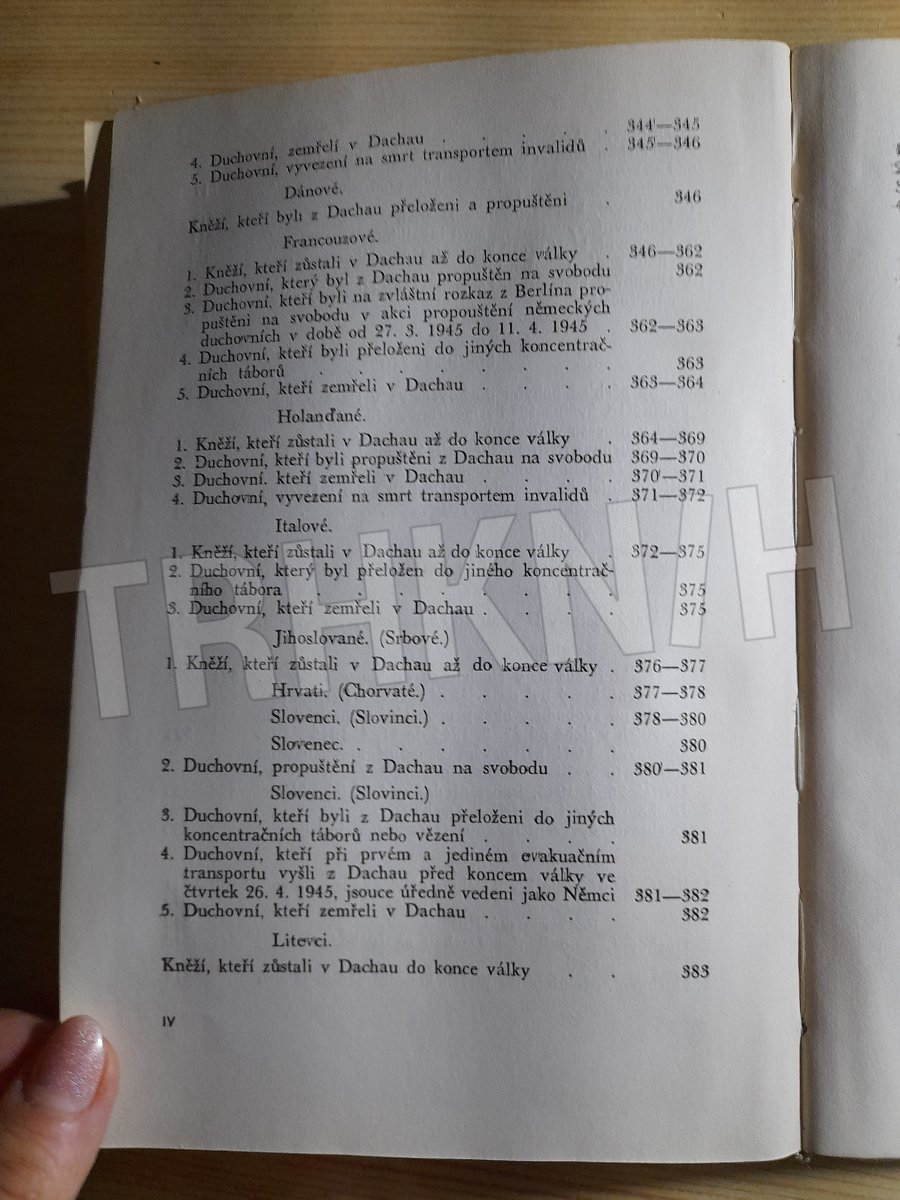 4. Duchovní, zemřelí v Dachau . . . . . 344—345
5. Duchovní, vyvezení na smrt transportem invalidů . 345—346
Dánové.
Kněží, kteří byli z Dachau přeloženi a propuštěni . 346
Francouzové.
1. Kněží, kteří zůstali v Dachau až do konce války . 346—362
2. Duchovní, který byl z Dachau propuštěn na svobodu 362
3. Duchovní, kteří byli na zvláštní rozkaz z Berlína pro-
puštěni na svobodu v akci propouštění německých
duchovních v době od 27. 3. 1945 do 11. 4. 1945 . 362—363
4. Duchovní, kteří byli přeloženi do jiných koncentrač-
ních táborů . . . . . . . 363
5. Duchovní, kteří zemřeli v Dachau . . . . 363—364
Holanďané.
1. Kněží, kteří zůstali v Dachau až do konce války . 364—369
2. Duchovní, kteří byli propuštěni z Dachau na svobodu 369—370
3. Duchovní. kteří zemřeli v Dachau . . . . 370—371
4. Duchovní, vyvezení na smrt transportem invalidů . 371—372
Italové.
1. Kněží, kteří zůstali v Dachau až do konce války . 372—375
2. Duchovní, který byl přeložen do jiného koncentrač-
ního tábora . . . . . . . 375
3. Duchovní, kteří zemřeli v Dachau . . . . 375
Jihoslované. (Srbové.)
1. Kněží, kteří zůstali v Dachau až do konce války . 376—377
Hrvati. (Chorvaté.) . . . . . 377—378
Slovenci. (Slovinci.) . . . . . 378—380
Slovenec. . . . . . . 380
2. Duchovní, propuštění z Dachau na svobodu . . 380—381
Slovenci. (Slovinci.)
3. Duchovní, kteří byli z Dachau přeloženi do jiných
koncentračních táborů nebo vězení . . . . 381
4. Duchovní, kteří při prvém a jediném evakuačním
transportu vyšli z Dachau před koncem války ve
čtvrtek 26. 4. 1945, jsouce úředně vedeni jako Němci 381—382
5. Duchovní, kteří zemřeli v Dachau . . . . 382
Litevci.
Kněží, kteří zůstali v Dachau do konce války . . 383
IV
TRHKNIH